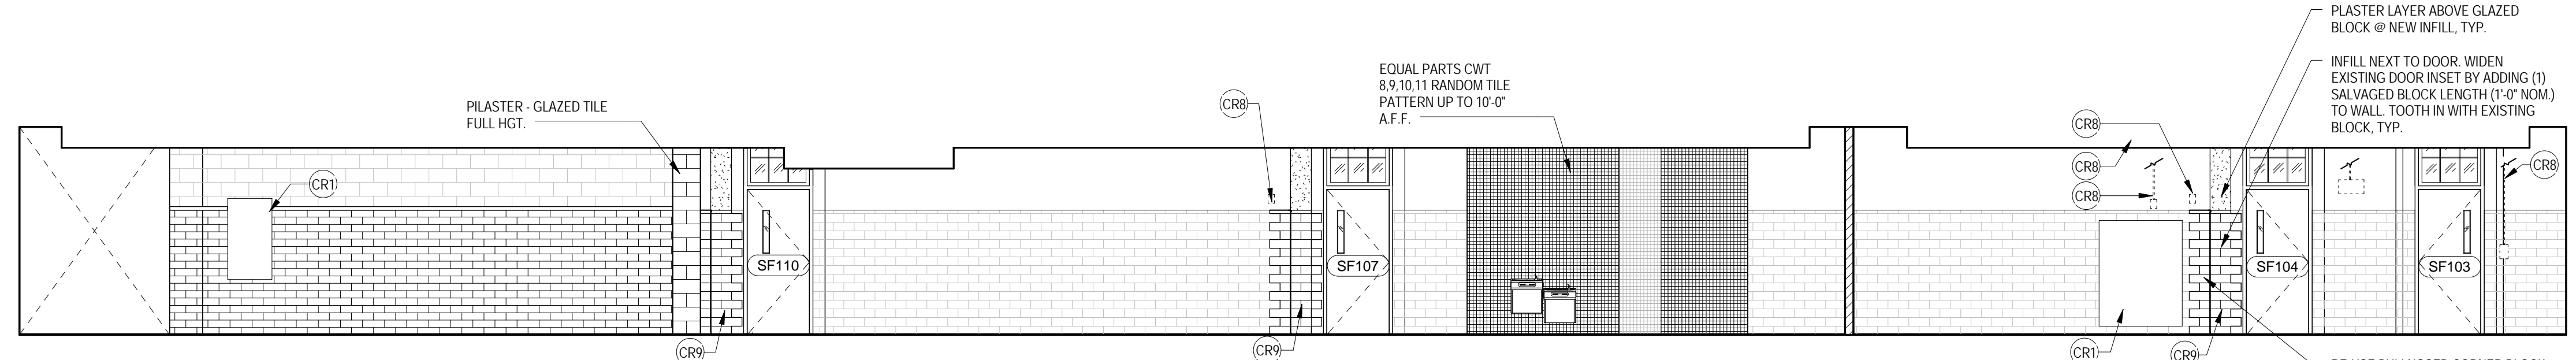 PLASTER LAYER ABOVE GLAZED
BLOCK @ NEW INFILL, TYP.
INFILL NEXT TO DOOR. WIDEN
EXISTING DOOR INSET BY ADDING (1)
SALVAGED BLOCK LENGTH (1'-0" NOM.)
TO WALL. TOOTH IN WITH EXISTING
BLOCK, TYP.
EQUAL PARTS CWT
8,9,10,11 RANDOM TILE
PATTERN UP TO 10'-0"
A.F.F.
PILASTER - GLAZED TILE
FULL HGT.
CR8
CR8
CR8
CR8
CR8
CR1
SF110
SF107
SF104
SF103
CR9
CR9
CR1
CR9